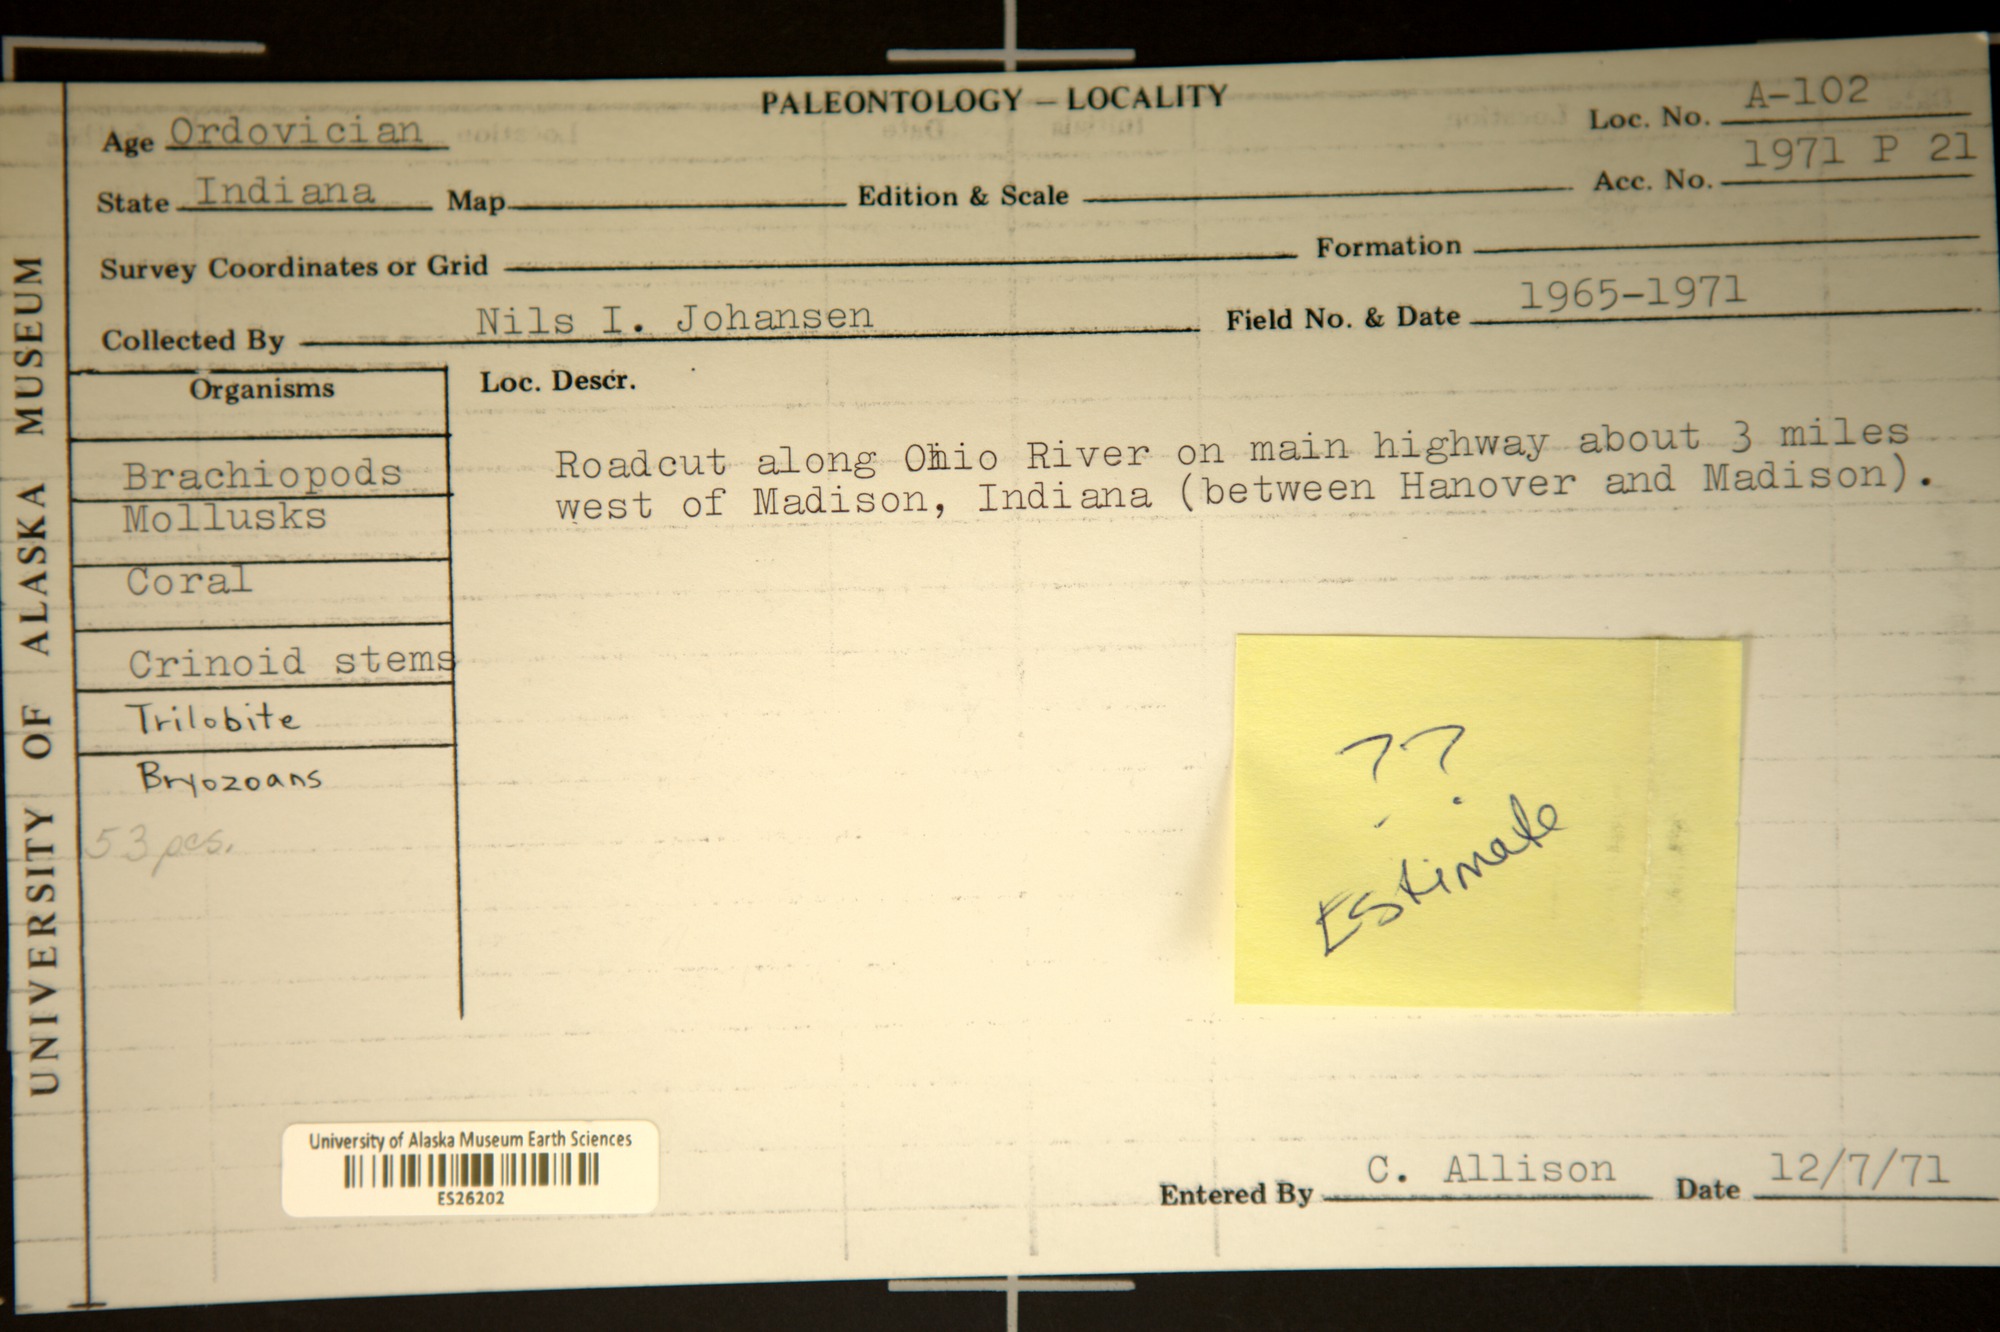 PALEONTOLOGY – LOCALITY
Loc. No. A-102
Age Ordovician
Acc. No. 1971 P 21
State Indiana Map Edition & Scale
Survey Coordinates or Grid Formation
Collected By Nils I. Johansen Field No. & Date 1965-1971
Organisms
Loc. Descr.
Brachiopods
Mollusks
Coral
Crinoid stems
Trilobite
Bryozoans
53 pcs.
Roadcut along Ohio River on main highway about 3 miles
west of Madison, Indiana (between Hanover and Madison).
??
Estimate
University of Alaska Museum Earth Sciences
ES26202
Entered By C. Allison Date 12/7/71
UNIVERSITY OF ALASKA MUSEUM